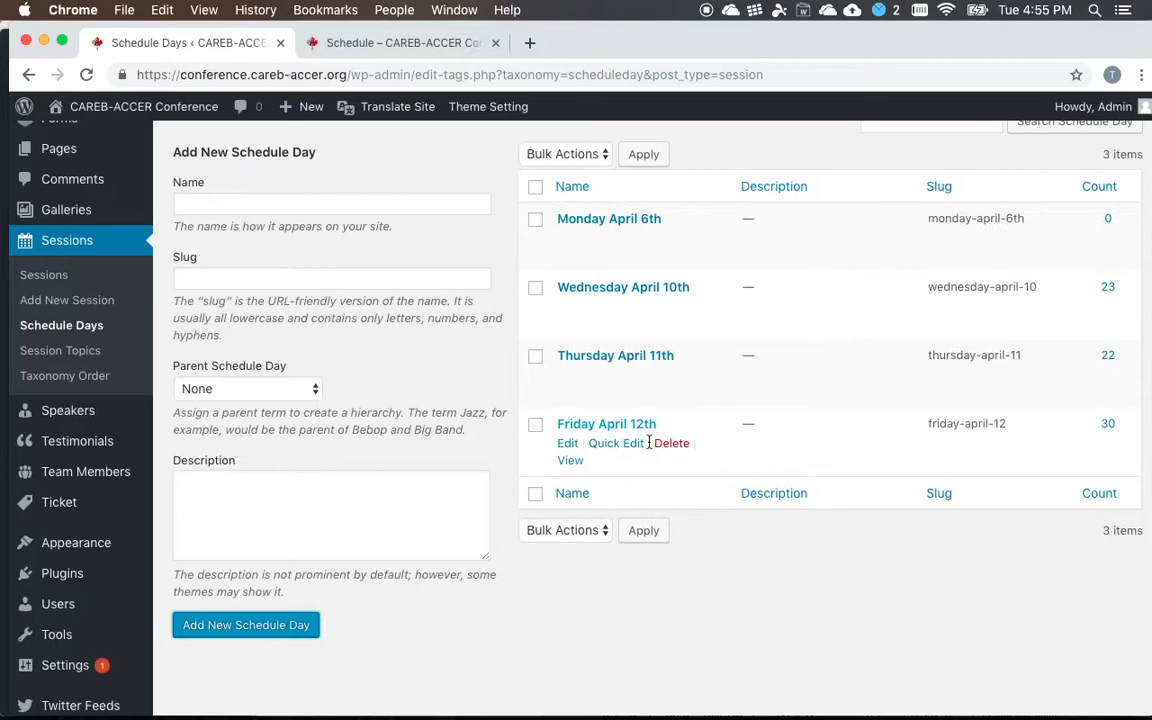 Chrome File Edit View History Bookmarks People Window Help 2 Tue 4:55 PM
Schedule Days ‹ CAREB-ACCE Schedule – CAREB-ACCER Co
https://conference.careb-accer.org/wp-admin/edit-tags.php?taxonomy=scheduleday&post_type=session T
CAREB-ACCER Conference 0 New Translate Site Theme Setting Howdy, Admin
Forms
Pages
Comments
Galleries
Sessions
Sessions
Add New Session
Schedule Days
Session Topics
Taxonomy Order
Speakers
Testimonials
Team Members
Ticket
Appearance
Plugins
Users
Tools
Settings 1
Twitter Feeds
Add New Schedule Day
Name
The name is how it appears on your site.
Slug
The “slug” is the URL-friendly version of the name. It is
usually all lowercase and contains only letters, numbers, and
hyphens.
Parent Schedule Day
None
Assign a parent term to create a hierarchy. The term Jazz, for
example, would be the parent of Bebop and Big Band.
Description
The description is not prominent by default; however, some
themes may show it.
Add New Schedule Day
Search Schedule Day
Bulk Actions Apply 3 items
Name Description Slug Count
Monday April 6th — monday-april-6th 0
Wednesday April 10th — wednesday-april-10 23
Thursday April 11th — thursday-april-11 22
Friday April 12th — friday-april-12 30
Edit | Quick Edit | Delete |
View
Name Description Slug Count
Bulk Actions Apply 3 items